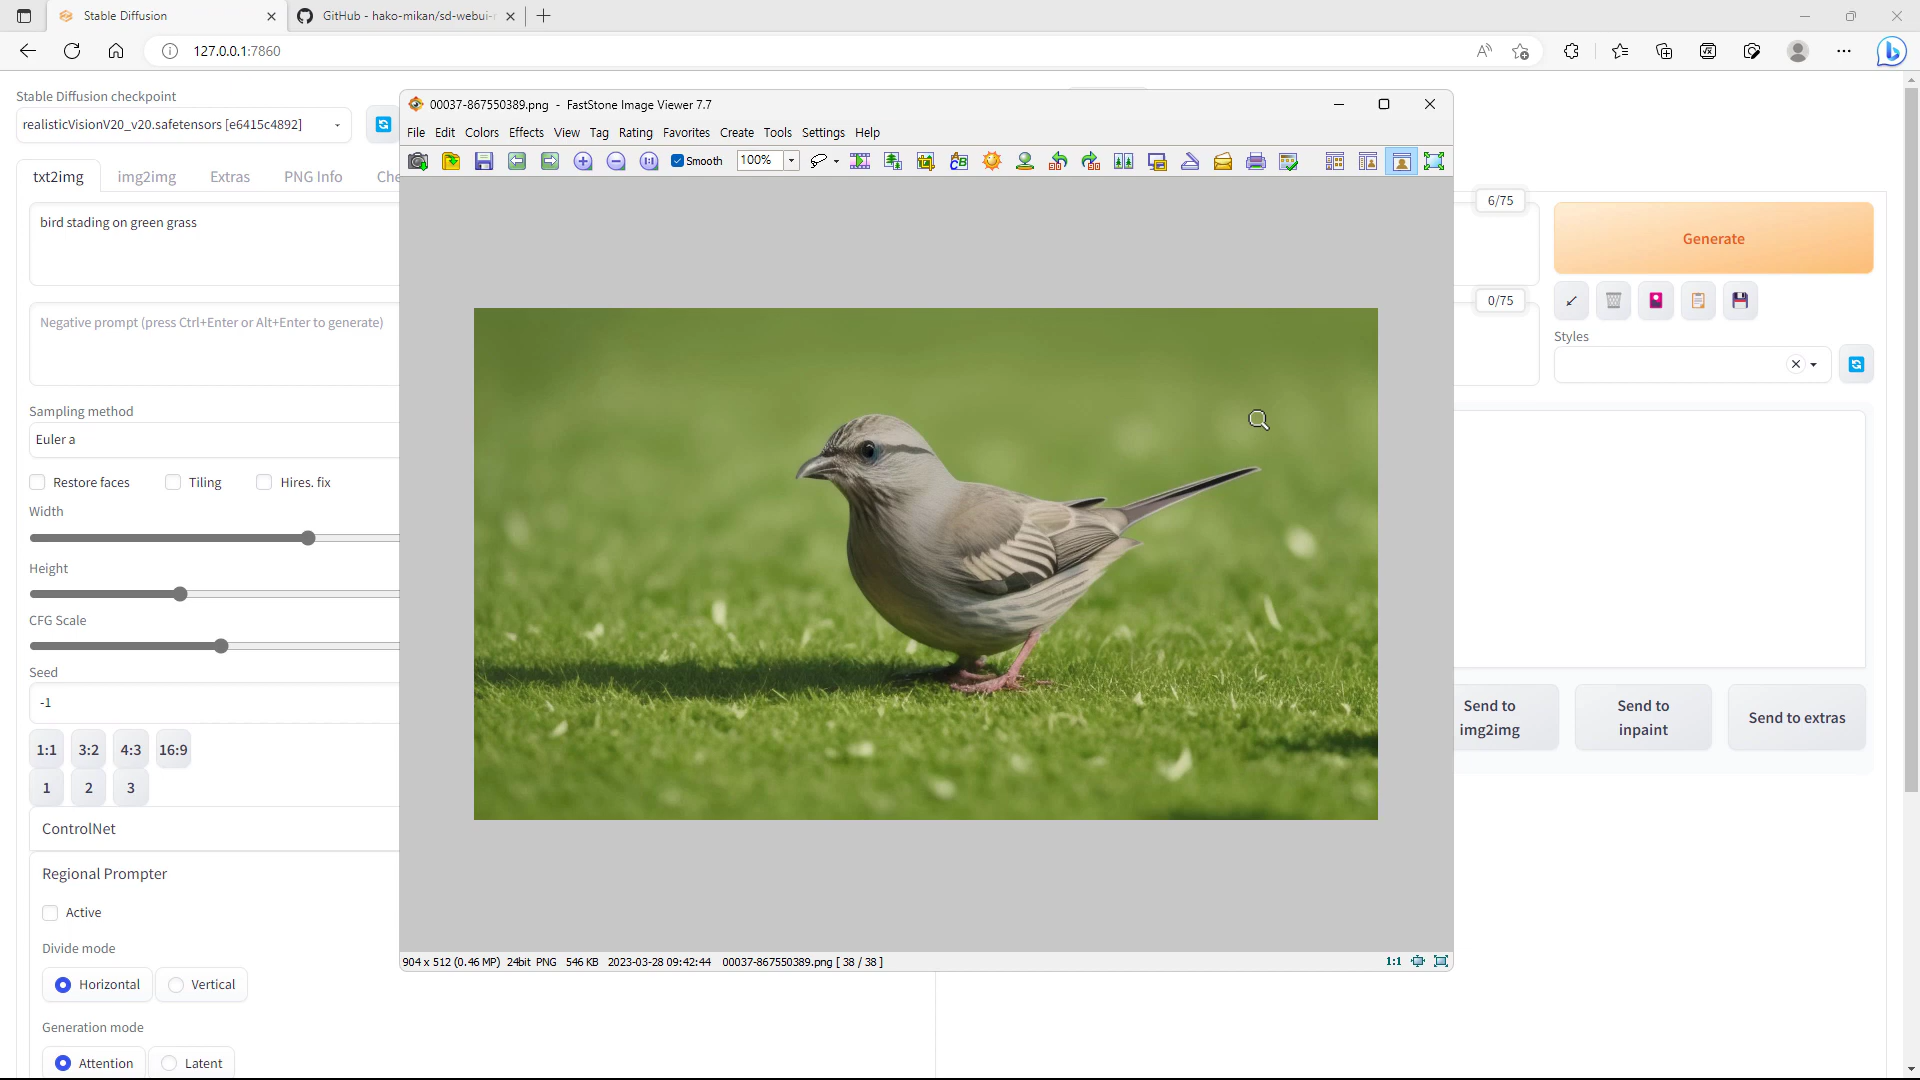 Stable Diffusion
GitHub - hako-mikan/sd-webui-r
127.0.0.1:7860
Stable Diffusion checkpoint
realisticVisionV20_v20.safetensors [e6415c4892]
txt2img
img2img
Extras
PNG Info
Che
bird stading on green grass
6/75
Negative prompt (press Ctrl+Enter or Alt+Enter to generate)
0/75
Generate
Styles
Sampling method
Euler a
Restore faces
Tiling
Hires. fix
Width
Height
CFG Scale
Seed
-1
1:1
3:2
4:3
16:9
1
2
3
ControlNet
Regional Prompter
Active
Divide mode
Horizontal
Vertical
Generation mode
Attention
Latent
00037-867550389.png - FastStone Image Viewer 7.7
File Edit Colors Effects View Tag Rating Favorites Create Tools Settings Help
Smooth
100%
904 x 512 (0.46 MP) 24bit PNG 546 KB 2023-03-28 09:42:44 00037-867550389.png [ 38 / 38 ]
1:1
Send to
img2img
Send to
inpaint
Send to extras